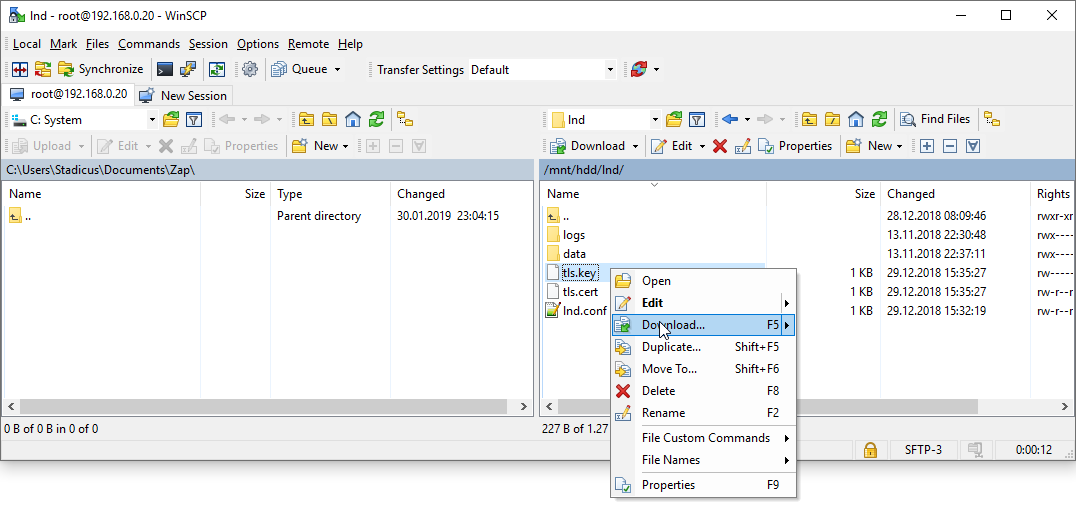 lnd - root@192.168.0.20 - WinSCP
Local Mark Files Commands Session Options Remote Help
Synchronize Queue Transfer Settings Default
root@192.168.0.20 New Session
C: System lnd Find Files
Upload Edit Properties New Download Edit Properties New
C:\Users\Stadicus\Documents\Zap\ /mnt/hdd/lnd/
Name Size Type Changed Name Size Changed Rights
.. Parent directory 30.01.2019 23:04:15 .. 28.12.2018 08:09:46 rwxr-xr
logs 13.11.2018 22:30:48 rwx----
data 13.11.2018 22:37:11 rwx----
tls.key 1 KB 29.12.2018 15:35:27 rw-----
tls.cert 1 KB 29.12.2018 15:35:27 rw-r--r
lnd.conf 1 KB 29.12.2018 15:32:19 rw-r--r
Open
Edit
Download... F5
Duplicate... Shift+F5
Move To... Shift+F6
Delete F8
Rename F2
File Custom Commands
File Names
Properties F9
0 B of 0 B in 0 of 0 227 B of 1.27
SFTP-3 0:00:12